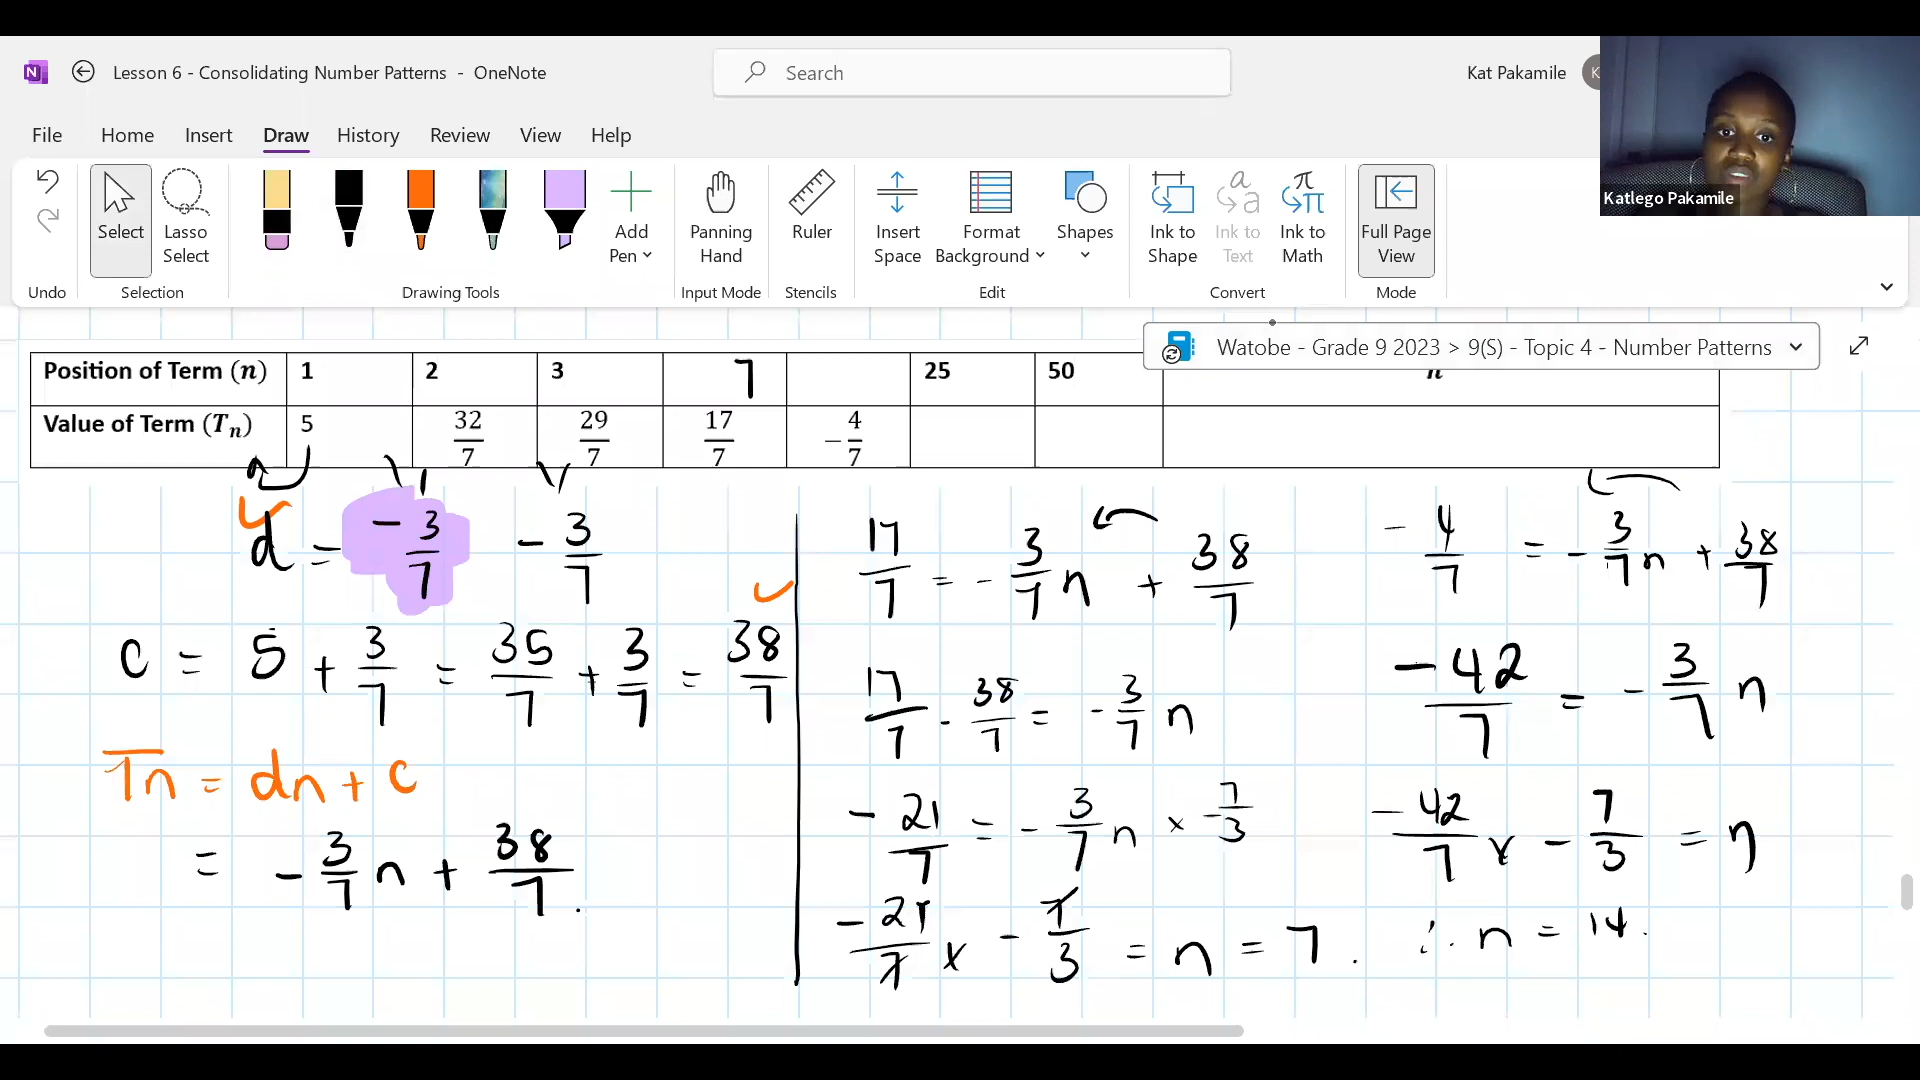 Lesson 6 - Consolidating Number Patterns - OneNote
Search
Kat Pakamile
K
File Home Insert Draw History Review View Help
Katlego Pakamile
Select
Lasso Select
Add Pen
Panning Hand
Ruler
Insert Space
Format Background
Shapes
Ink to Shape
Ink to Text
Ink to Math
Full Page View
Undo Selection Drawing Tools Input Mode Stencils Edit Convert Mode
Watobe - Grade 9 2023 > 9(S) - Topic 4 - Number Patterns
Position of Term (n) 1 2 3 7 25 50 n
Value of Term (Tn) 5 32/7 29/7 17/7 -4/7
d = -3/7 -3/7
c = 5 + 3/7 = 35/7 + 3/7 = 38/7
Tn = dn + c
= -3/7 n + 38/7.
17/7 = -3/7 n + 38/7
17/7 - 38/7 = -3/7 n
-21/7 = -3/7 n × -7/3
-21/7 x -7/3 = n = 7.
-4/7 = -3/7 n + 38/7
-42/7 = -3/7 n
-42/7 x -7/3 = n
∴ n = 14.